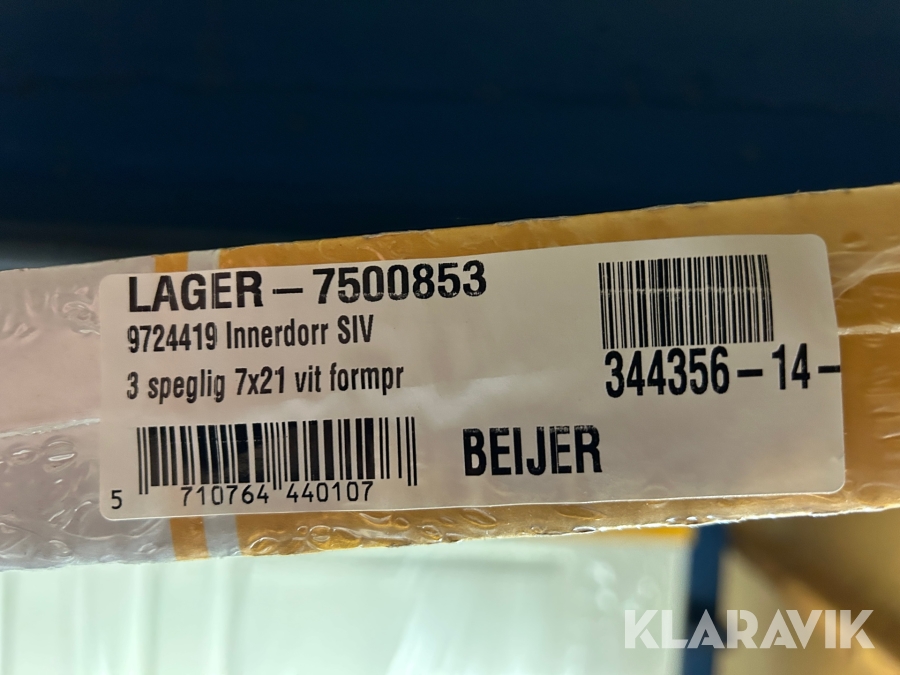 LAGER-7500853
9724419 Innerdorr SIV
3 speglig 7x21 vit formpr
344356-14-
BEIJER
5 710764 440107
KLARAVIK